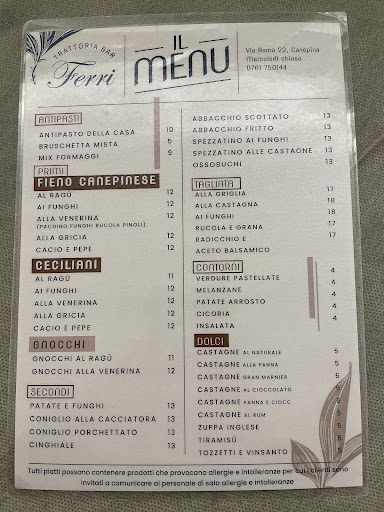 TRATTORIA BAR
Ferri
IL
MENU
Via Roma 22, Canepina
(Mercoledì chiuso)
0761 750144
ANTIPASTI
ANTIPASTO DELLA CASA 10
BRUSCHETTA MISTA 5
MIX FORMAGGI 9
PRIMI
FIENO CANEPINESE
AL RAGÙ 12
AI FUNGHI 12
ALLA VENERINA 12
(PACHINO FUNGHI RUCOLA PINOLI)
ALLA GRICIA 12
CACIO E PEPE 12
CECILIANI
AL RAGÙ 11
AI FUNGHI 12
ALLA VENERINA 12
ALLA GRICIA 12
CACIO E PEPE 12
GNOCCHI
GNOCCHI AL RAGÙ 11
GNOCCHI ALLA VENERINA 12
SECONDI
PATATE E FUNGHI 13
CONIGLIO ALLA CACCIATORA 13
CONIGLIO PORCHETTATO 13
CINGHIALE 13
ABBACCHIO SCOTTATO 13
ABBACCHIO FRITTO 13
SPEZZATINO AI FUNGHI 13
SPEZZATINO ALLE CASTAGNE 13
OSSOBUCHI 13
TAGLIATA
ALLA GRIGLIA 17
ALLA CASTAGNA 17
AI FUNGHI 18
RUCOLA E GRANA 17
RADICCHIO E 17
ACETO BALSAMICO
CONTORNI
VERDURE PASTELLATE 4
MELANZANE 4
PATATE ARROSTO 4
CICORIA 4
INSALATA 4
DOLCI
CASTAGNE AL NATURALE 5
CASTAGNE ALLA PANNA 5
CASTAGNE GRAN MARNIER 5
CASTAGNE AL CIOCCOLATO 5
CASTAGNE PANNA E CIOCC 5
CASTAGNE AL RUM 5
ZUPPA INGLESE 5
TIRAMISÙ 5
TOZZETTI E VINSANTO 5
Tutti piatti possono contenere prodotti che provocano allergie e intolleranze per cui i clienti sono
invitati a comunicare al personale di sala allergie e intolleranze